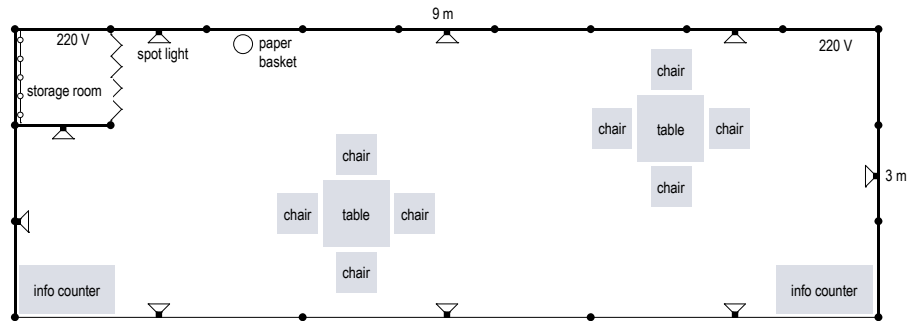 9 m
220 V
spot light
paper
basket
220 V
storage room
chair
chair
table
chair
chair
3 m
chair
chair
table
chair
chair
info counter
info counter